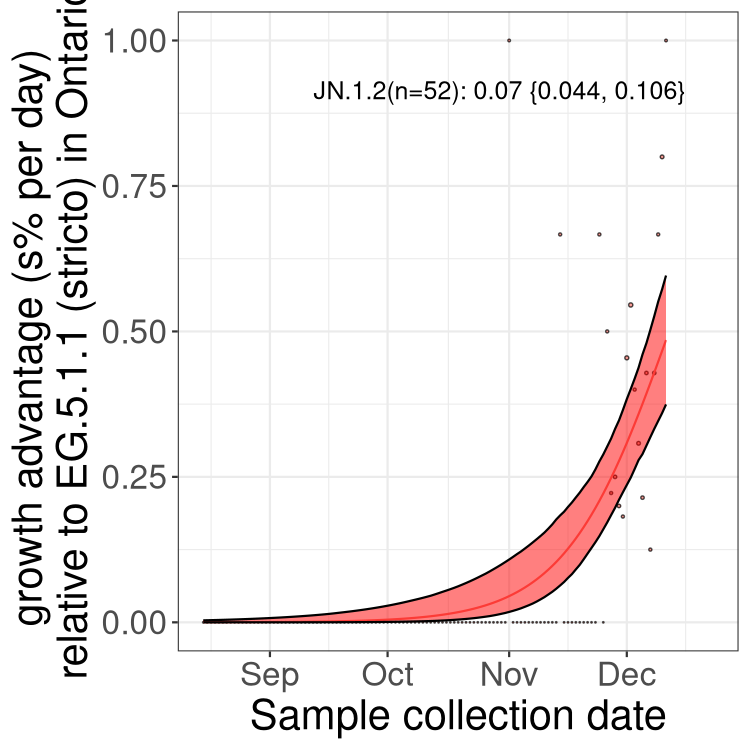 growth advantage (s% per day)
relative to EG.5.1.1 (stricto) in Ontario
1.00
0.75
0.50
0.25
0.00
JN.1.2(n=52): 0.07 {0.044, 0.106}
Sep Oct Nov Dec
Sample collection date